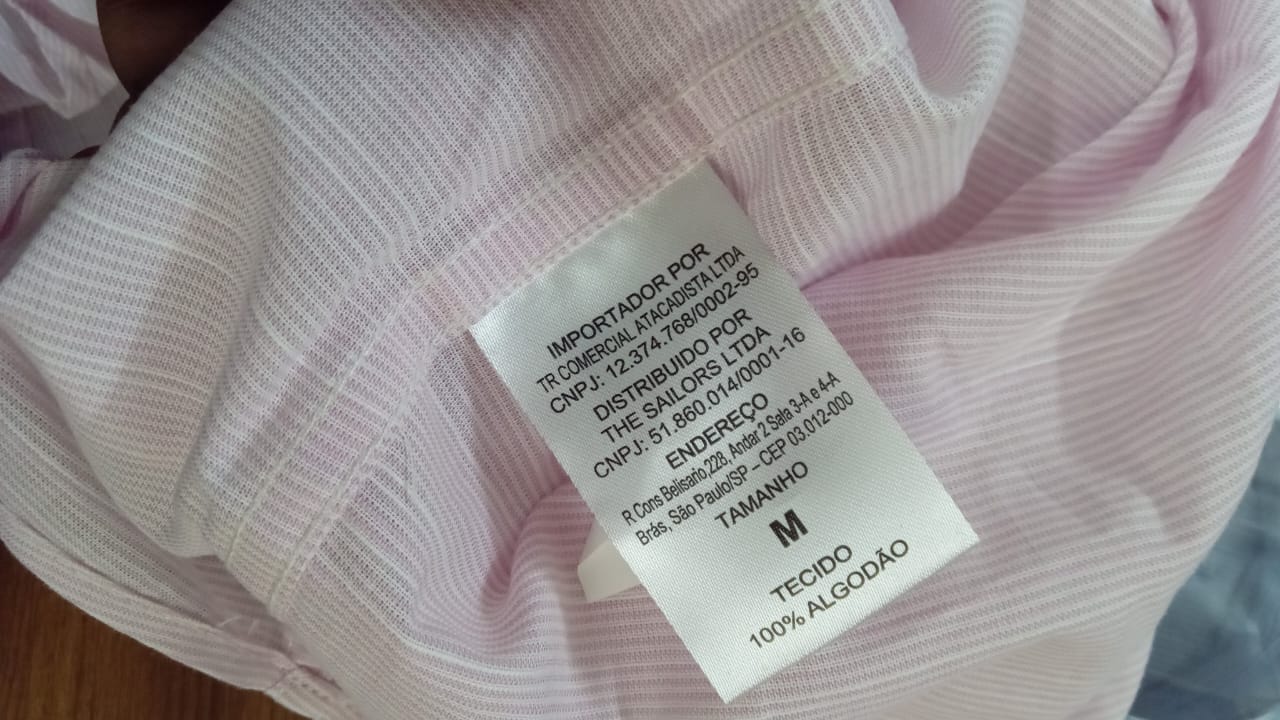 IMPORTADOR POR
TR COMERCIAL ATACADISTA LTDA
CNPJ: 12.374.768/0002-95
DISTRIBUIDO POR
THE SAILORS LTDA
CNPJ: 51.860.014/0001-16
ENDEREÇO
R Cons Belisario,228, Andar 2 Sala 3-A e 4-A
Brás, São Paulo/SP – CEP 03.012-000
TAMANHO
M
TECIDO
100% ALGODÃO